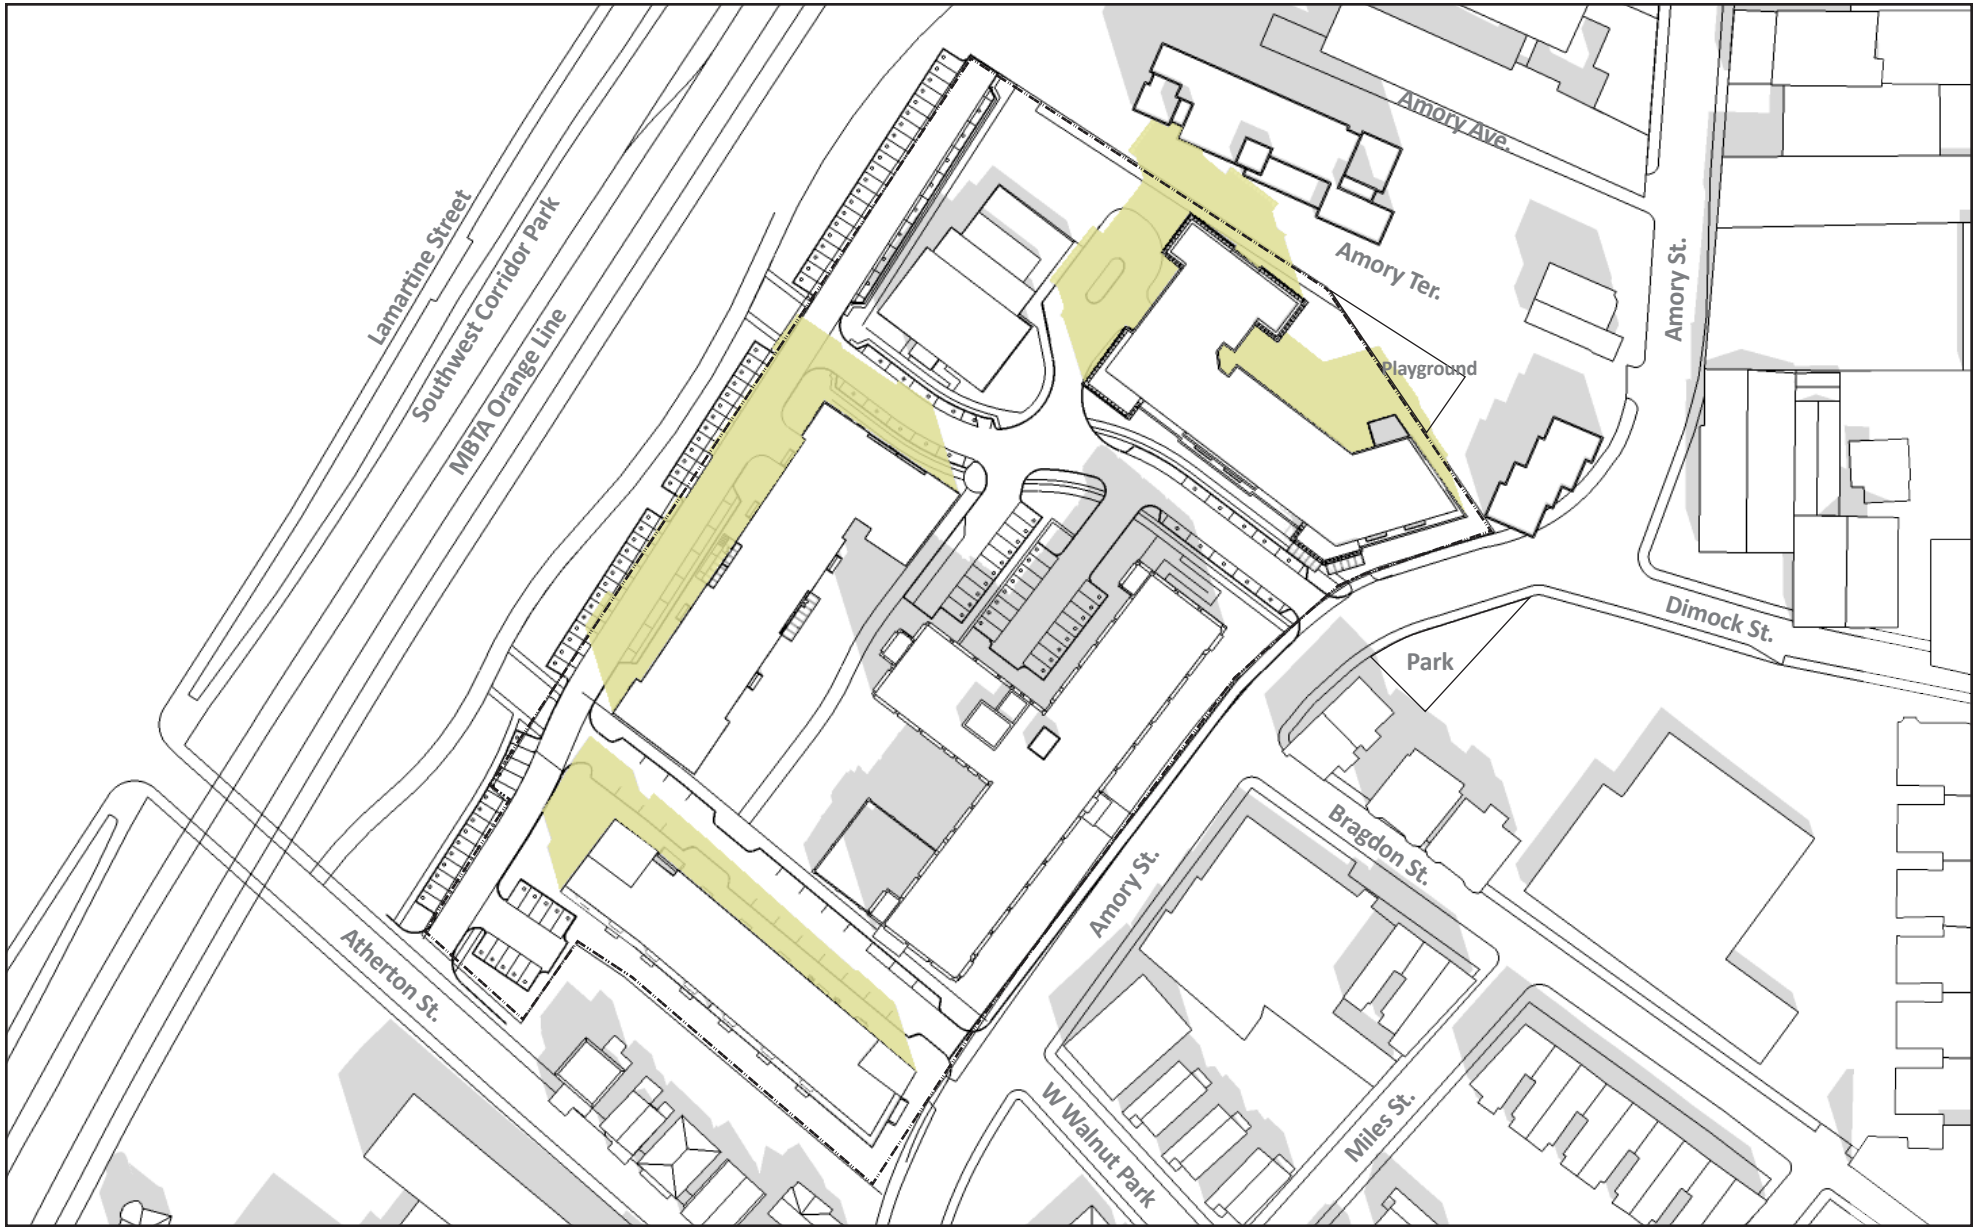 Amory Ave.
Lamartine Street
Southwest Corridor Park
MBTA Orange Line
Amory Ter.
Amory St.
Playground
Dimock St.
Park
Bragdon St.
Amory St.
Atherton St.
W Walnut Park
Miles St.